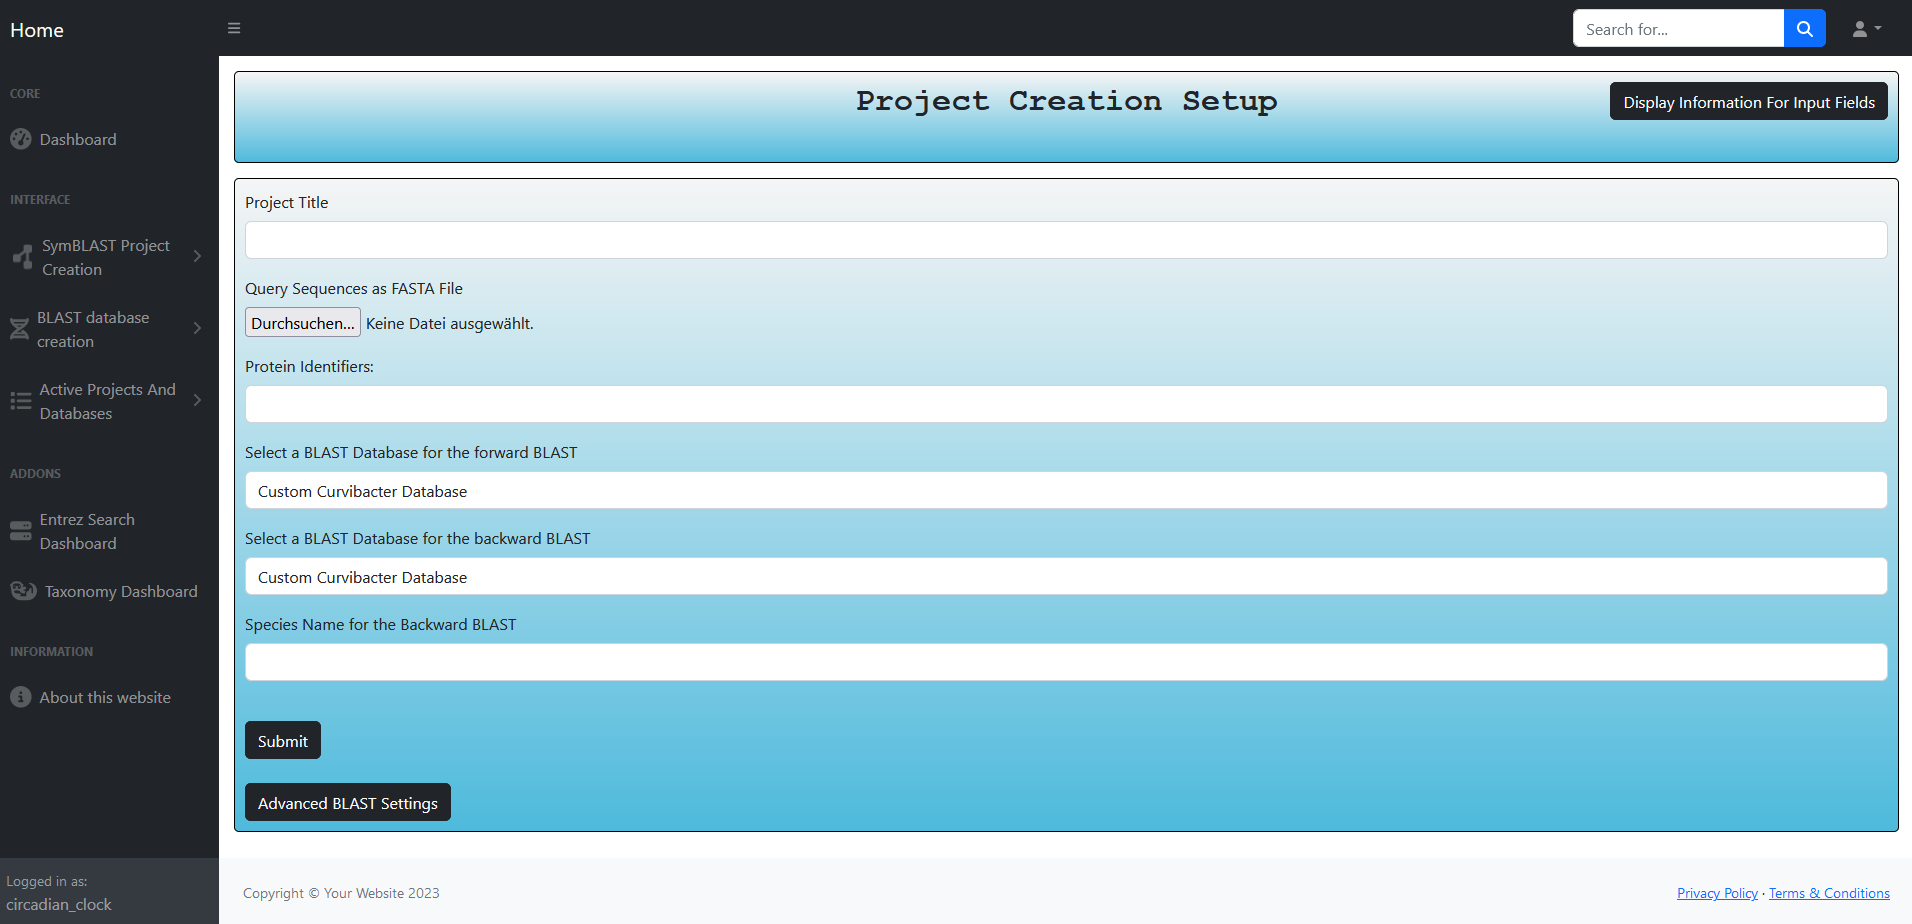 Home
Search for...
CORE
Dashboard
INTERFACE
SymBLAST Project
Creation
BLAST database
creation
Active Projects And
Databases
ADDONS
Entrez Search
Dashboard
Taxonomy Dashboard
INFORMATION
About this website
Logged in as:
circadian_clock
Project Creation Setup
Display Information For Input Fields
Project Title
Query Sequences as FASTA File
Durchsuchen... Keine Datei ausgewählt.
Protein Identifiers:
Select a BLAST Database for the forward BLAST
Custom Curvibacter Database
Select a BLAST Database for the backward BLAST
Custom Curvibacter Database
Species Name for the Backward BLAST
Submit
Advanced BLAST Settings
Copyright © Your Website 2023
Privacy Policy · Terms & Conditions